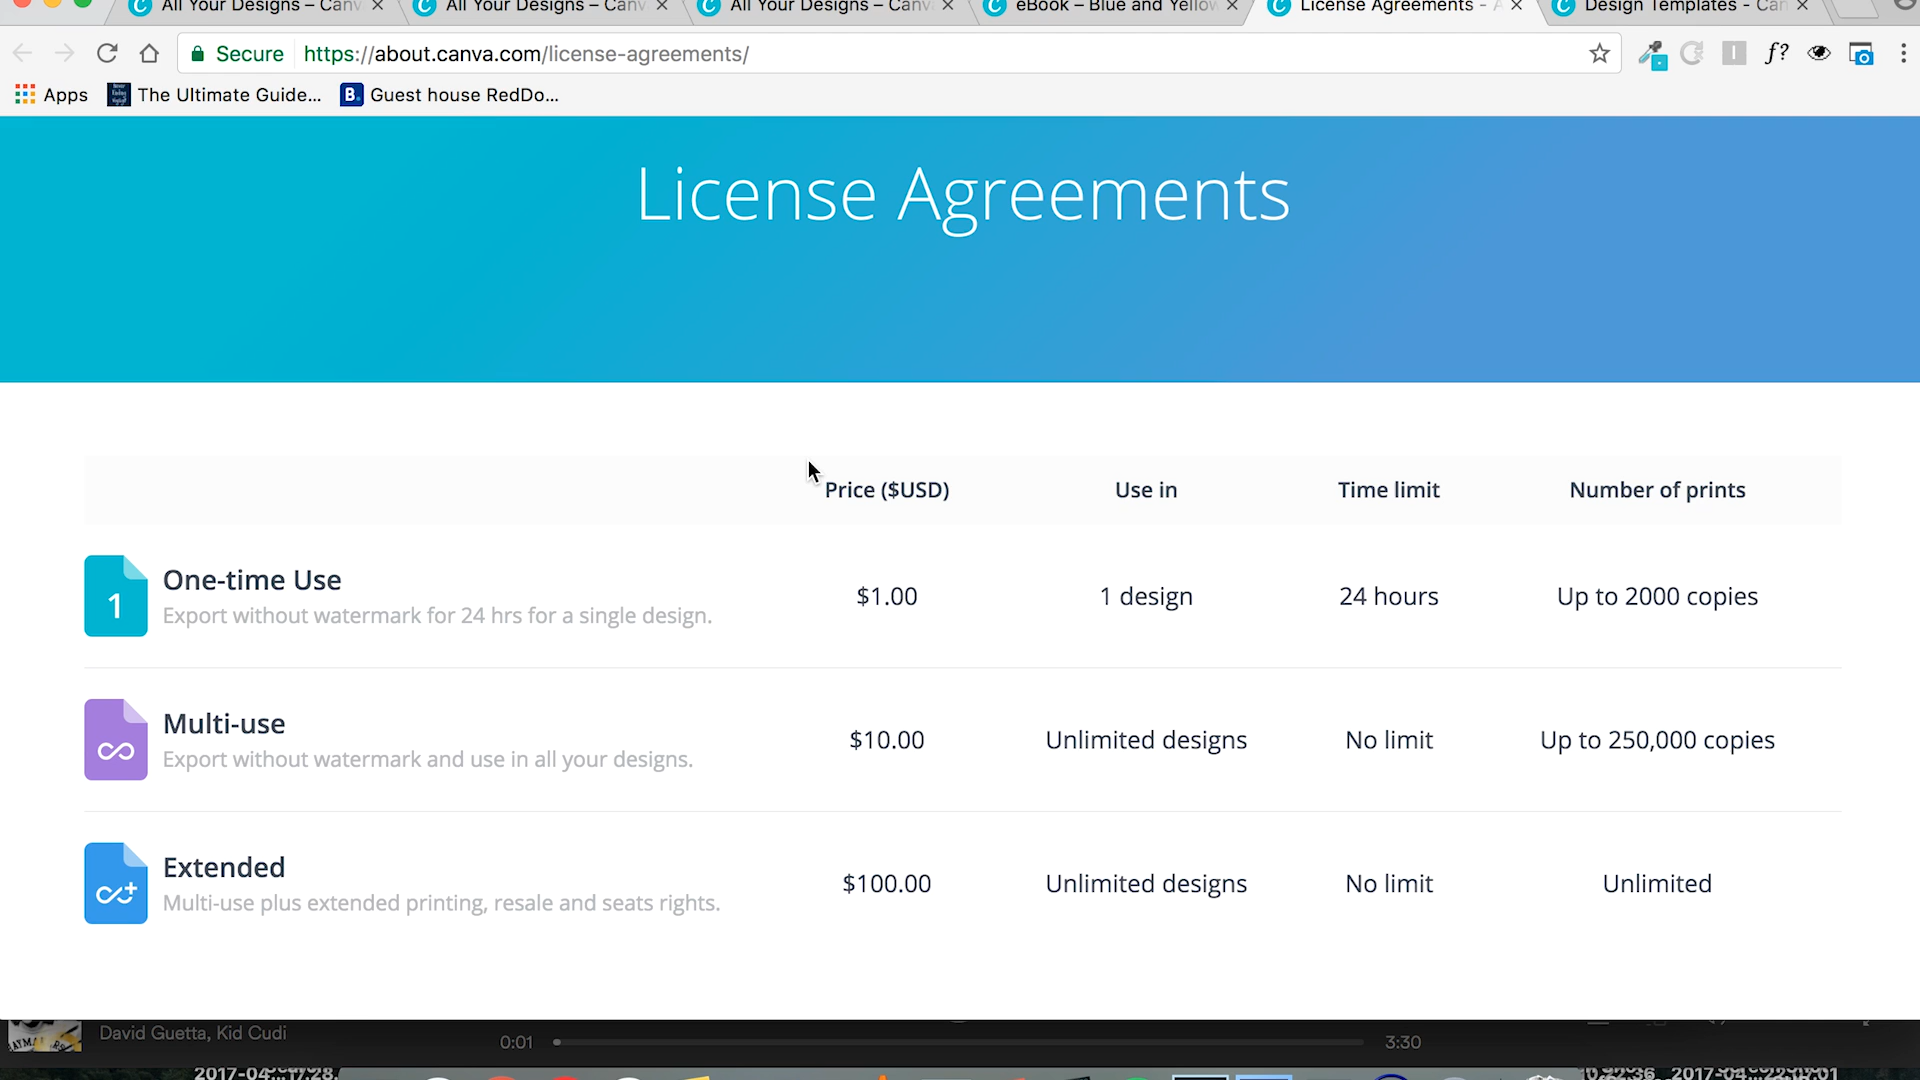 All Your Designs – Canv
All Your Designs – Canv
All Your Designs – Canv
eBook – Blue and Yellow
License Agreements - A
Design Templates - Can
Secure https://about.canva.com/license-agreements/
f?
Apps The Ultimate Guide... B. Guest house RedDo...
License Agreements
Price ($USD) Use in Time limit Number of prints
1 One-time Use
Export without watermark for 24 hrs for a single design.
$1.00 1 design 24 hours Up to 2000 copies
Multi-use
Export without watermark and use in all your designs.
$10.00 Unlimited designs No limit Up to 250,000 copies
Extended
Multi-use plus extended printing, resale and seats rights.
$100.00 Unlimited designs No limit Unlimited
David Guetta, Kid Cudi
0:01 3:30